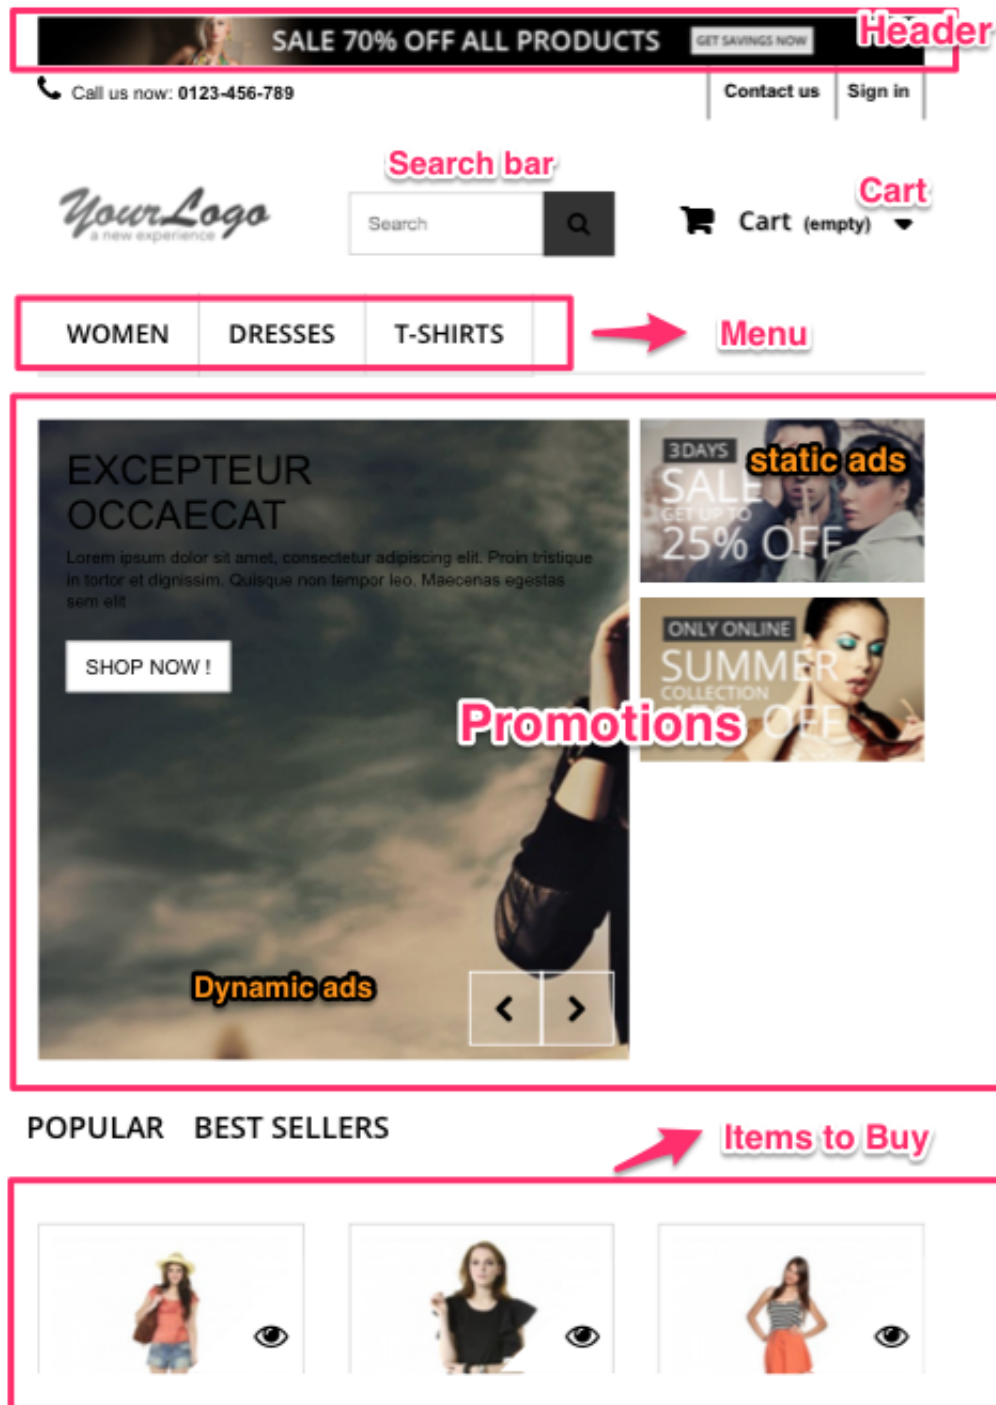 SALE 70% OFF ALL PRODUCTS
GET SAVINGS NOW
Header
Call us now: 0123-456-789
Contact us
Sign in
Search bar
Cart
YourLogo
a new experience
Search
Cart (empty)
WOMEN
DRESSES
T-SHIRTS
Menu
EXCEPTEUR
OCCAECAT
Lorem ipsum dolor sit amet, consectetur adipiscing elit. Proin tristique
in tortor et dignissim. Quisque non tempor leo. Maecenas egestas
sem elit
SHOP NOW !
3 DAYS
static ads
SALE
GET UP TO
25% OFF
ONLY ONLINE
SUMMER
COLLECTION
OFF
Promotions
Dynamic ads
POPULAR
BEST SELLERS
Items to Buy